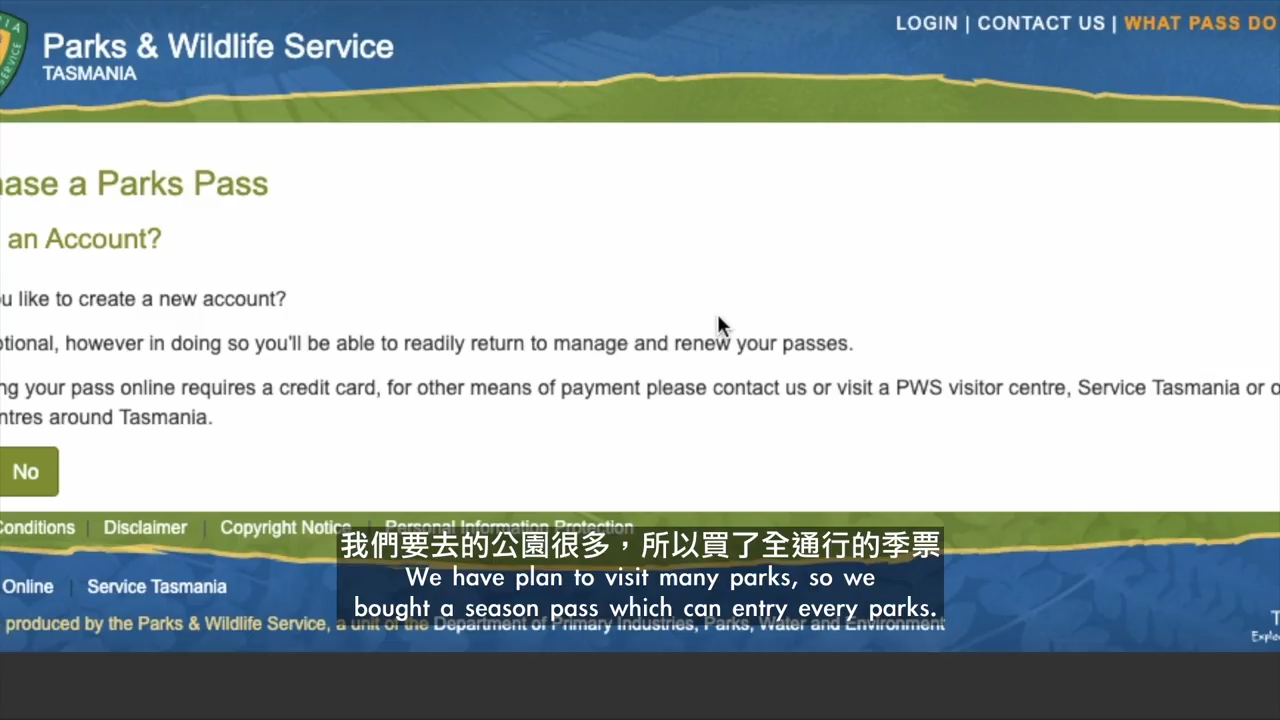 LOGIN | CONTACT US | WHAT PASS DO
Parks & Wildlife Service
TASMANIA
ase a Parks Pass
an Account?
u like to create a new account?
tional, however in doing so you'll be able to readily return to manage and renew your passes.
ng your pass online requires a credit card, for other means of payment please contact us or visit a PWS visitor centre, Service Tasmania or o
ntres around Tasmania.
No
Conditions | Disclaimer | Copyright Notice | Personal Information Protection
我們要去的公園很多，所以買了全通行的季票
We have plan to visit many parks, so we
bought a season pass which can entry every parks.
Online | Service Tasmania
produced by the Parks & Wildlife Service, a unit of the Department of Primary Industries, Parks, Water and Environment